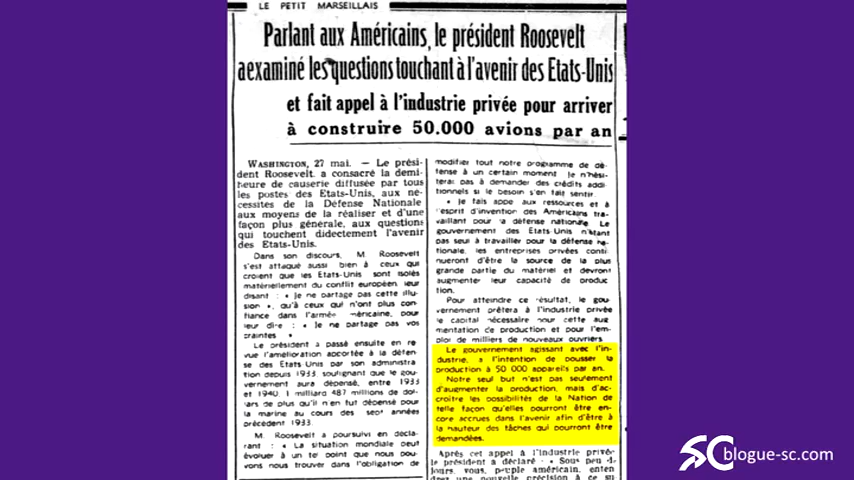 LE PETIT MARSEILLAIS
Parlant aux Américains, le président Roosevelt
a examiné les questions touchant à l'avenir des Etats-Unis
et fait appel à l'industrie privée pour arriver
à construire 50.000 avions par an
WASHINGTON, 27 mai. — Le prési-
dent Roosevelt a consacré la demi-
heure de causerie diffusée par tous
les postes des Etats-Unis, aux né-
cessités de la Défense Nationale
aux moyens de la réaliser et d'une
façon plus générale, aux questions
qui touchent didectement l'avenir
des Etats-Unis.
Dans son discours, M. Roosevelt
s'est attaqué aussi bien à ceux qui
croient que les Etats-Unis sont isolés
matériellement du conflit européen, leur
disant : « Je ne partage pas cette illu-
sion », qu'à ceux qui n'ont plus con-
fiance dans l'armée américaine, pour
leur dire : « Je ne partage pas vos
craintes »
Le président a passé ensuite en re-
vue l'amélioration apportée à la défen-
se des Etats Unis par son administra
tion depuis 1933, soulignant que le gou-
vernement aura dépensé, entre 1933
et 1940, 1 milliard 487 millions de dol-
lars de plus qu'il n'en fut dépensé pour
la marine au cours des sept années
précédent 1933.
M. Roosevelt a poursuivi en décla-
rant : « La situation mondiale peut
évoluer à un tel point que nous pou-
vons nous trouver dans l'obligation de
modifier tout notre programme de dé-
fense à un certain moment. Je n'hési-
terai pas à demander des crédits addi-
tionnels si le besoin s'en fait sentir.
« Je fais appel aux ressources et à
l'esprit d'invention des Américains tra-
vaillant pour la défense nationale. Le
gouvernement des Etats-Unis n'étant
pas seul à travailler pour la défense na-
tionale, les entreprises privées conti-
nueront d'être la source de la plus
grande partie du matériel et devront
augmenter leur capacité de produc
tion.
Pour atteindre ce résultat, le gou-
vernement prêtera à l'industrie privée
le capital nécessaire pour cette aug
mentation de production et pour l'em-
ploi de milliers de nouveaux ouvriers.
Le gouvernement agissant avec l'in-
dustrie, a l'intention de pousser la
production à 50 000 appareils par an.
Notre seul but n'est pas seulement
d'augmenter la production, mais d'ac-
croître les possibilités de la Nation de
telle façon qu'elles pourront être en-
core accrues dans l'avenir afin d'être à
la hauteur des tâches qui pourront être
demandées.
Après cet appel à l'industrie privée
le président a déclaré : « Sous peu de
jours, vous, peuple américain, enten
drez une nouvelle précision à ce su
SC blogue-sc.com